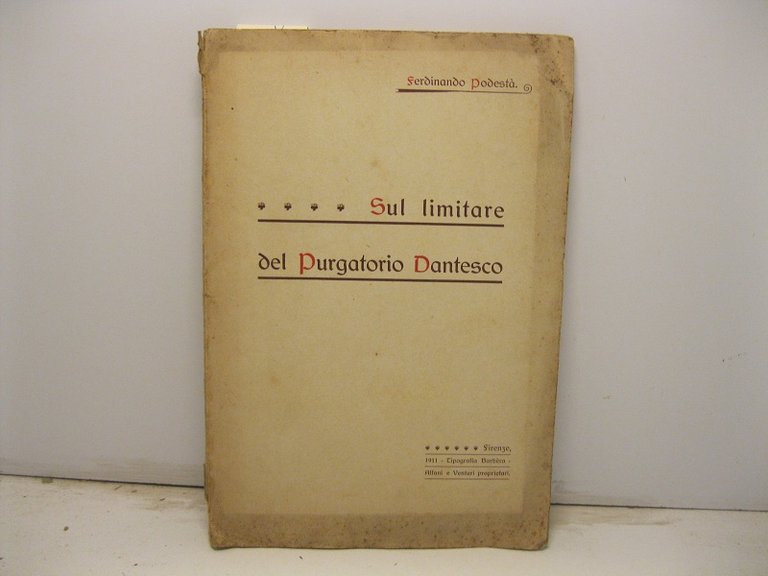 Ferdinando Podestà.
Sul limitare
del Purgatorio Dantesco
Firenze,
1911 - Tipografia Barbèra -
Alfani e Venturi proprietari.